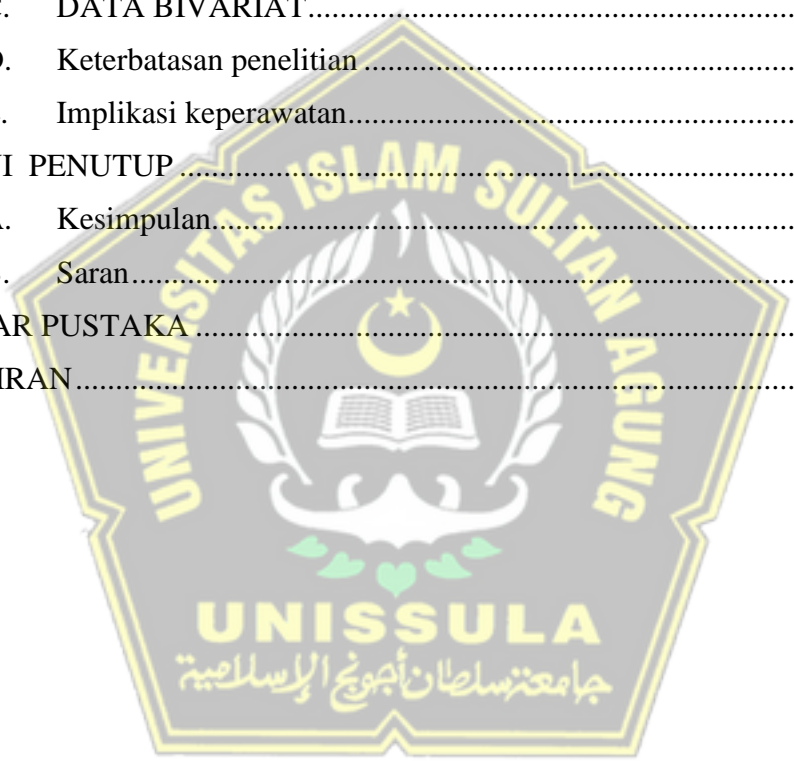 DATA BIVARIAT
Keterbatasan penelitian
Implikasi keperawatan
PENUTUP
A. Kesimpulan
Saran
PUSTAKA
UNIVERSITAS ISLAM SULTAN AGUNG
UNISSULA
جامعة سلطان أجونج الإسلامية